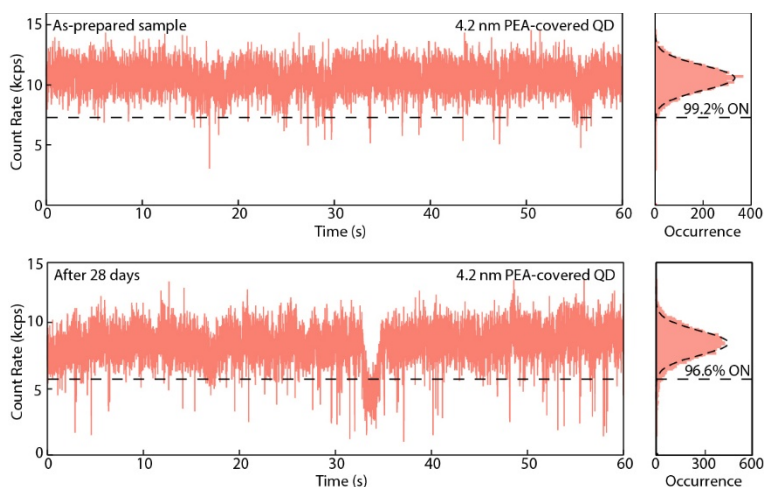 As-prepared sample
4.2 nm PEA-covered QD
15
10
5
0
Count Rate (kcps)
0 10 20 30 40 50 60
Time (s)
99.2% ON
0 200 400
Occurrence
After 28 days
4.2 nm PEA-covered QD
15
10
5
0
Count Rate (kcps)
0 10 20 30 40 50 60
Time (s)
96.6% ON
0 300 600
Occurrence